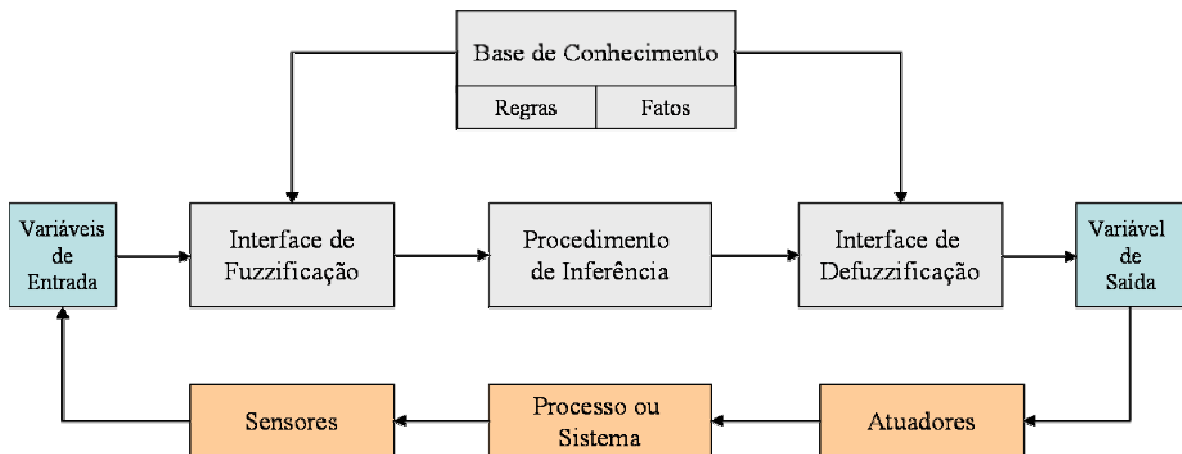 Base de Conhecimento
Regras
Fatos
Variáveis
de
Entrada
Interface de
Fuzzificação
Procedimento
de Inferência
Interface de
Defuzzificação
Variável
de
Saída
Sensores
Processo ou
Sistema
Atuadores